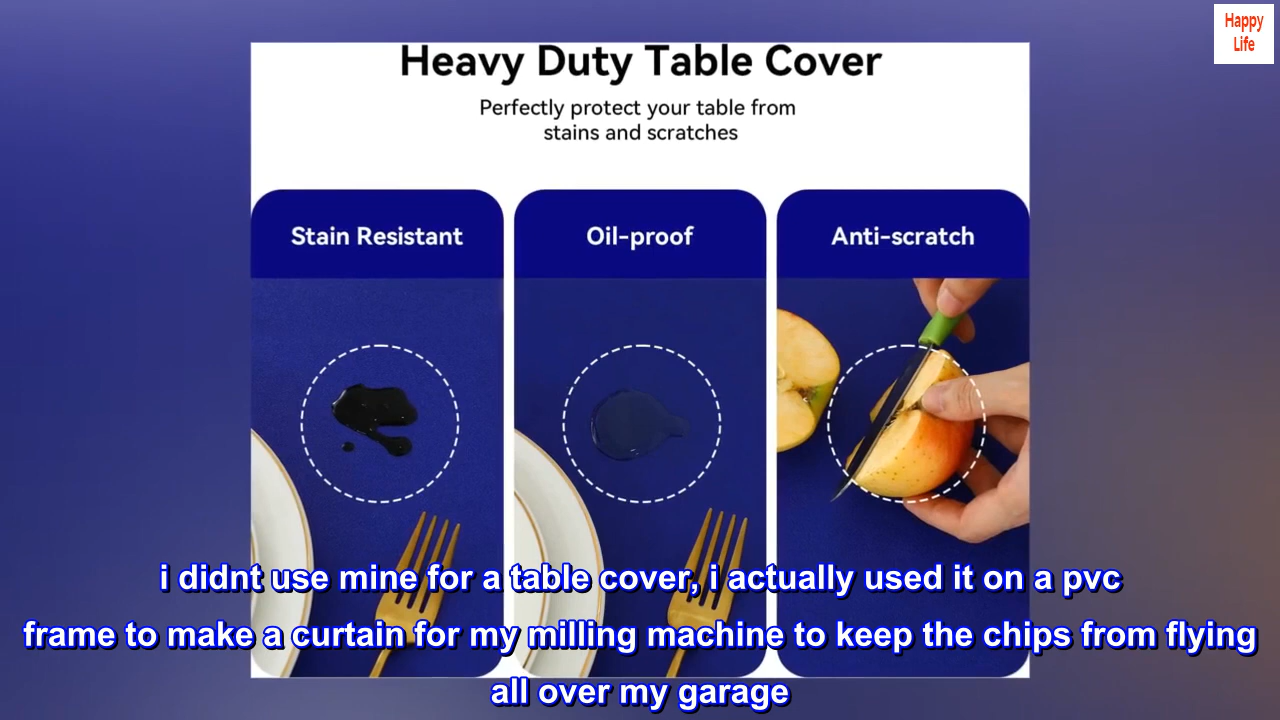 Happy
Life
Heavy Duty Table Cover
Perfectly protect your table from
stains and scratches
Stain Resistant
Oil-proof
Anti-scratch
i didnt use mine for a table cover, i actually used it on a pvc
frame to make a curtain for my milling machine to keep the chips from flying
all over my garage